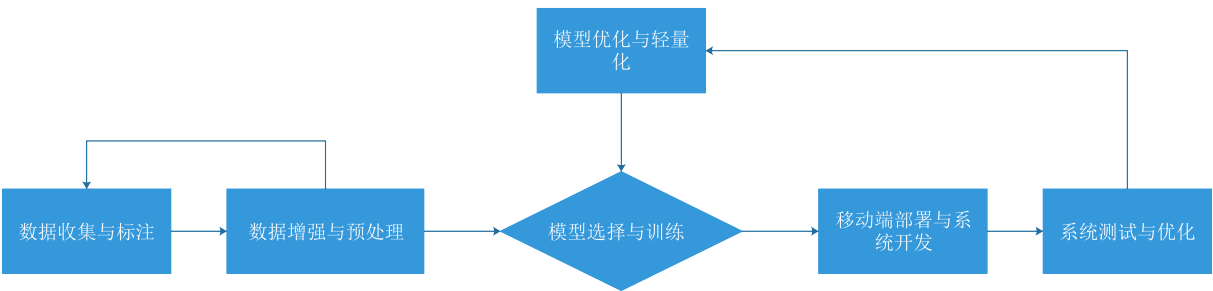 模型优化与轻量
化
数据收集与标注
数据增强与预处理
模型选择与训练
移动端部署与系
统开发
系统测试与优化